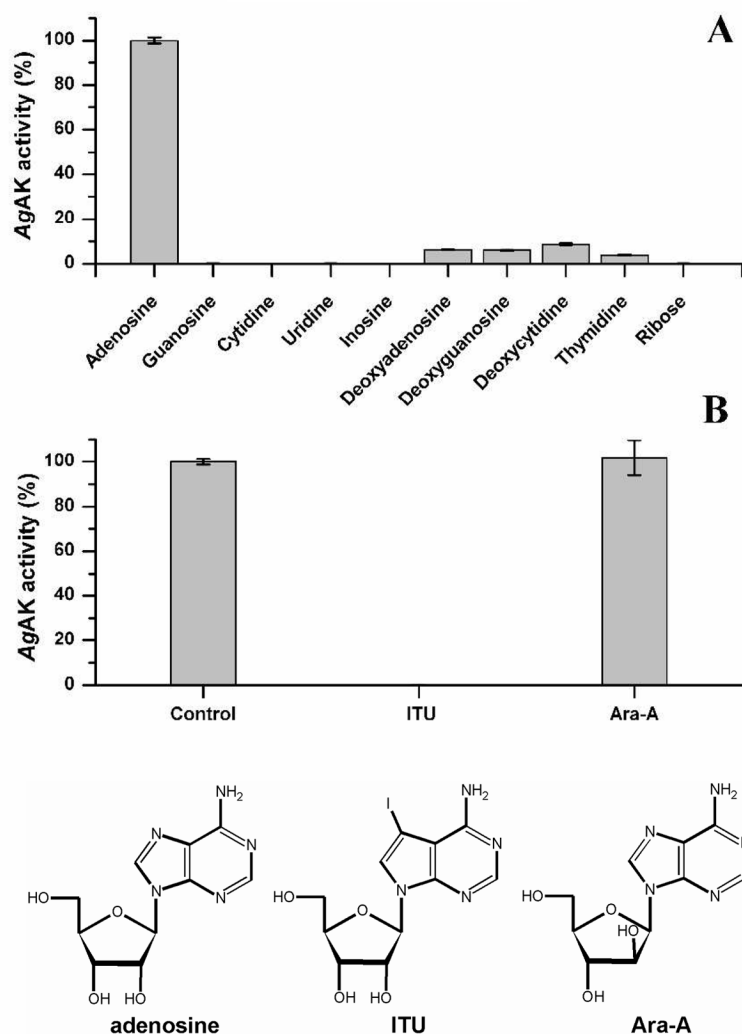 A
AgAK activity (%)
100
80
60
40
20
0
Adenosine
Guanosine
Cytidine
Uridine
Inosine
Deoxyadenosine
Deoxyguanosine
Deoxycytidine
Thymidine
Ribose
B
AgAK activity (%)
100
80
60
40
20
0
Control
ITU
Ara-A
NH2
N
N
N
N
HO
O
OH HO
adenosine
I
NH2
N
N
N
HO
O
OH HO
ITU
NH2
N
N
N
N
HO
O
HO
OH
Ara-A